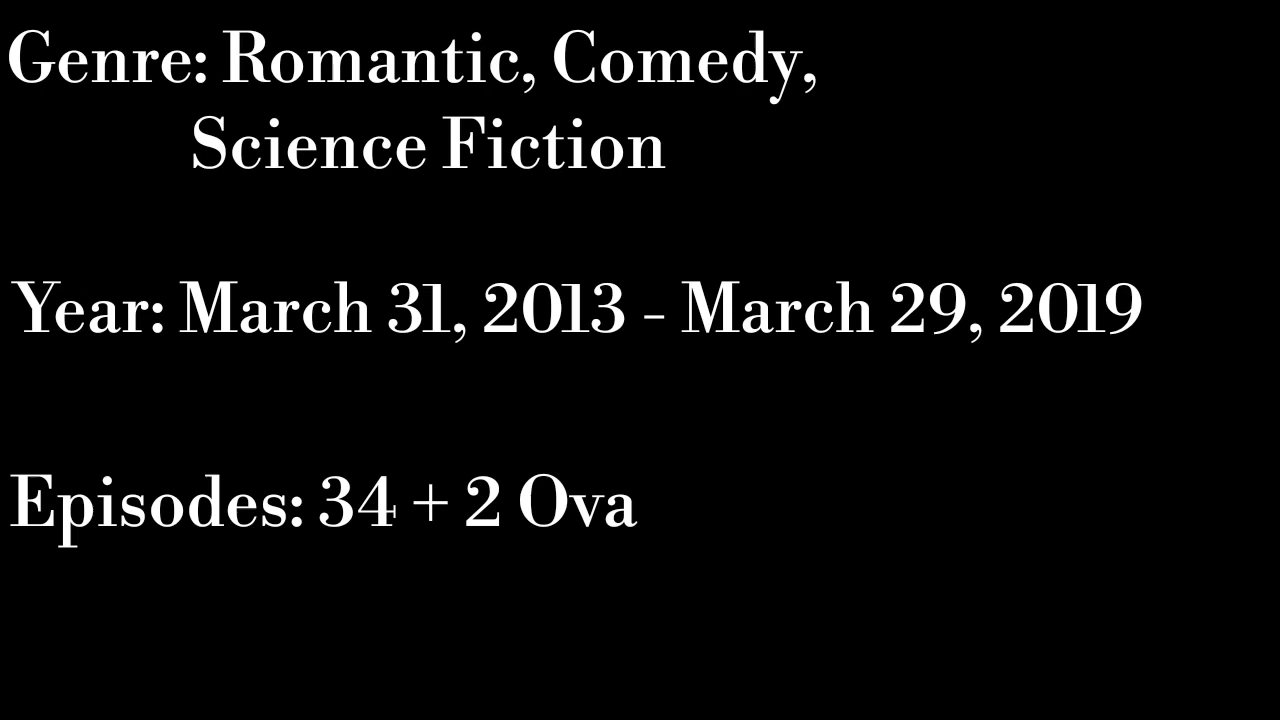 Genre: Romantic, Comedy,
Science Fiction
Year: March 31, 2013 - March 29, 2019
Episodes: 34 + 2 Ova